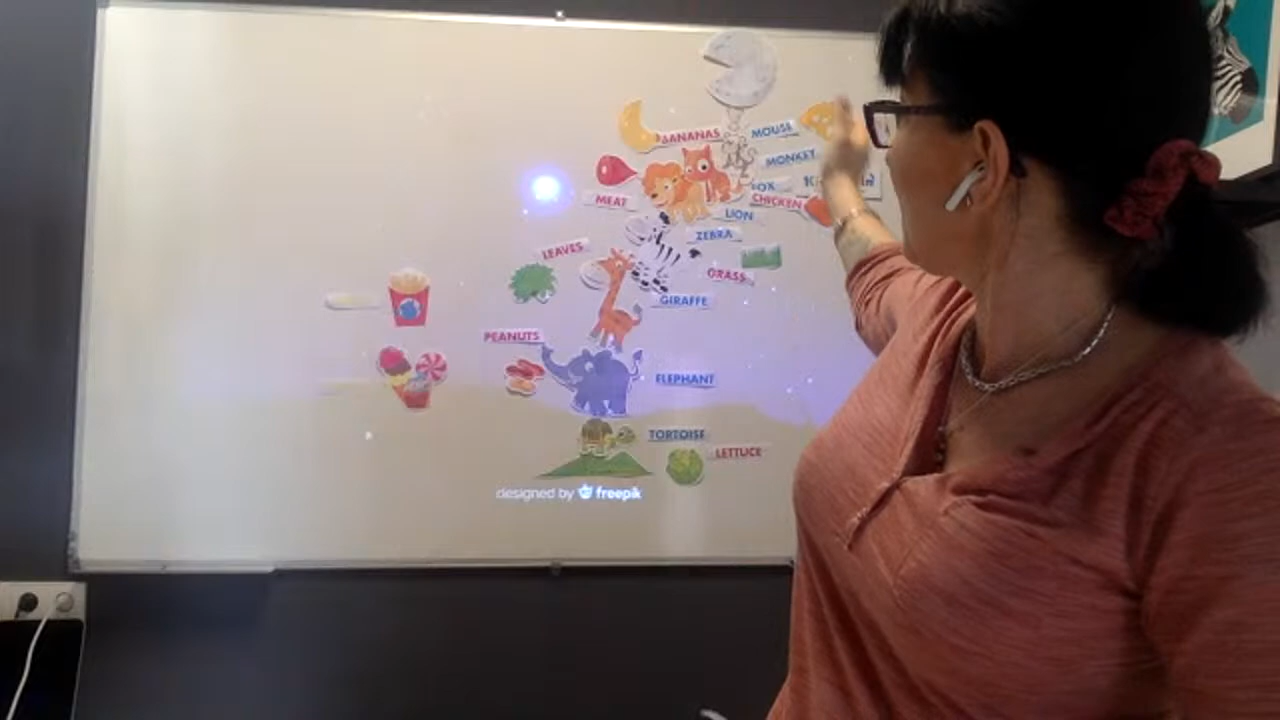 BANANAS
MOUSE
MONKEY
FOX
CHICKEN
MEAT
LION
ZEBRA
LEAVES
GRASS
GIRAFFE
PEANUTS
ELEPHANT
TORTOISE
LETTUCE
designed by freepik